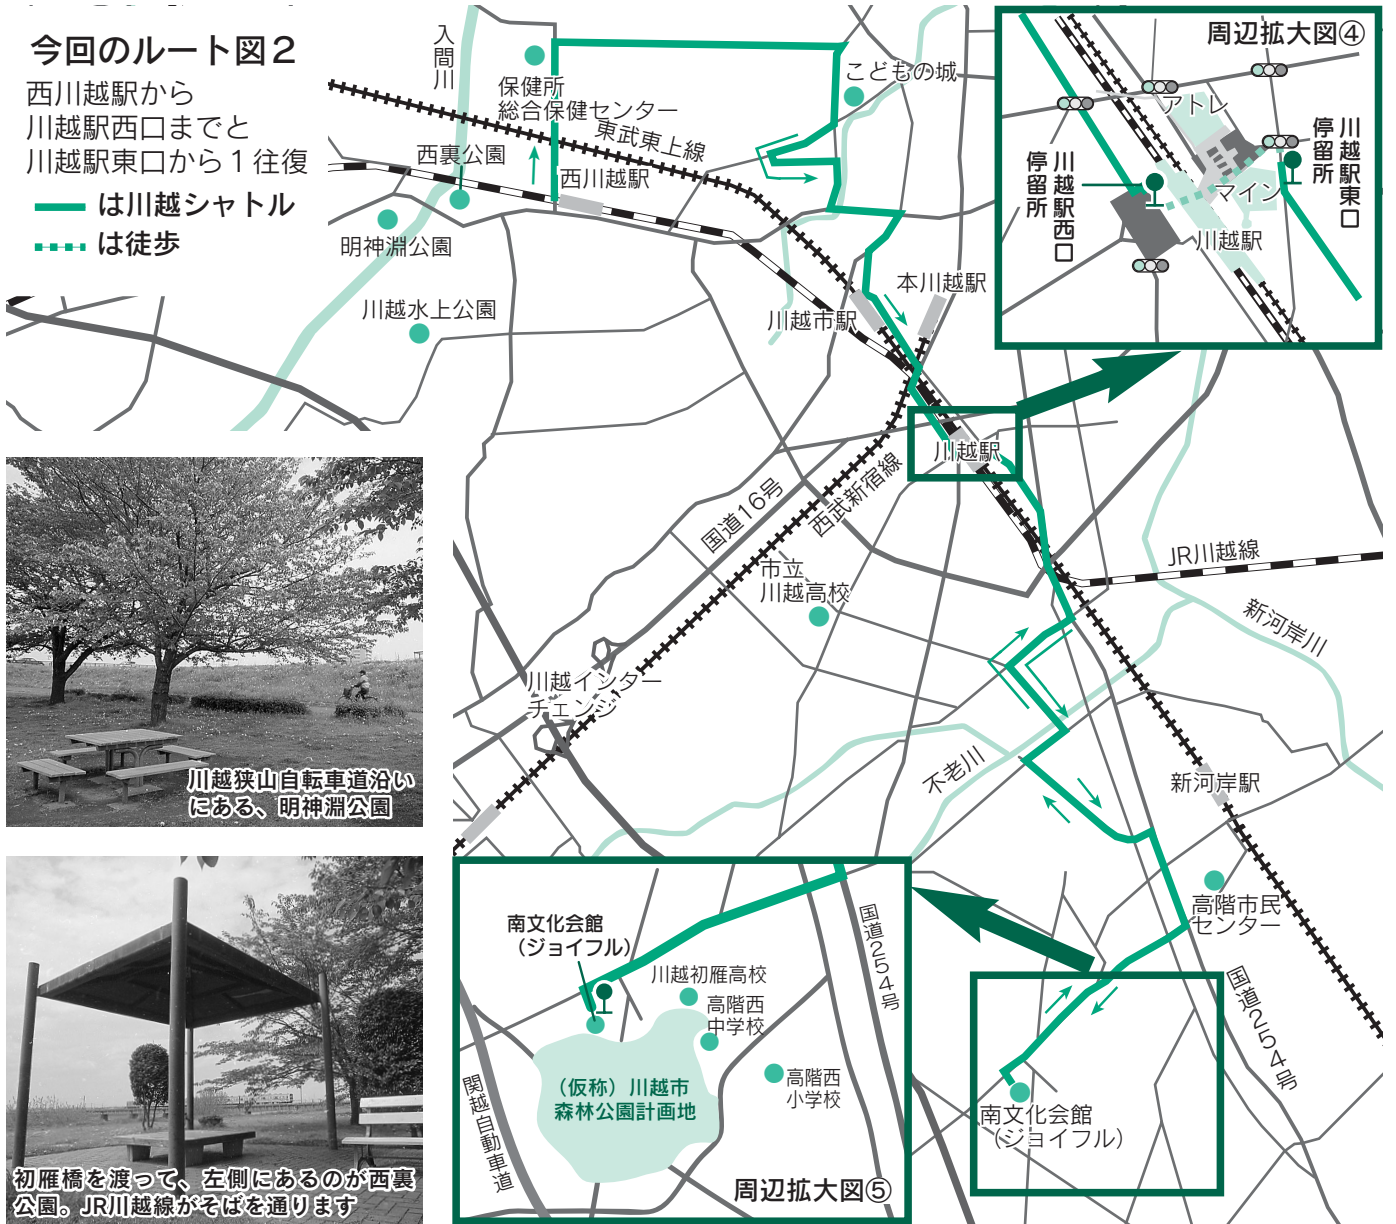 今回のルート図2
西川越駅から
川越駅西口までと
川越駅東口から1往復
は川越シャトル
は徒歩
入間川
保健所
総合保健センター
東武東上線
こどもの城
西裏公園
西川越駅
明神淵公園
川越水上公園
本川越駅
川越市駅
川越駅
国道16号
西武新宿線
JR川越線
市立
川越高校
新河岸川
川越インター
チェンジ
不老川
新河岸駅
高階市民
センター
国道254号
南文化会館
（ジョイフル）
周辺拡大図④
アトレ
川越駅東口
停留所
川越駅西口
停留所
マイン
川越駅
川越狭山自転車道沿い
にある、明神淵公園
初雁橋を渡って、左側にあるのが西裏
公園。JR川越線がそばを通ります
南文化会館
（ジョイフル）
国道254号
川越初雁高校
高階西
中学校
高階西
小学校
（仮称）川越市
森林公園計画地
関越自動車道
周辺拡大図⑤